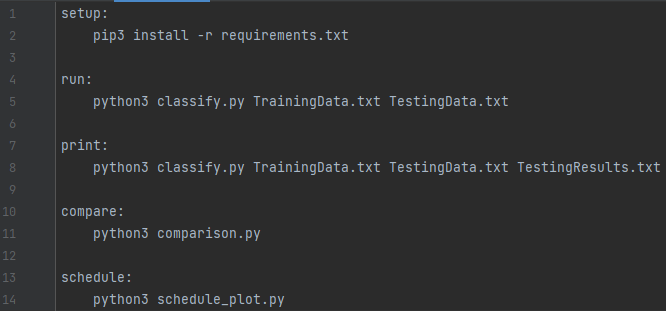 1 setup:
2     pip3 install -r requirements.txt
3
4 run:
5     python3 classify.py TrainingData.txt TestingData.txt
6
7 print:
8     python3 classify.py TrainingData.txt TestingData.txt TestingResults.txt
9
10 compare:
11     python3 comparison.py
12
13 schedule:
14     python3 schedule_plot.py